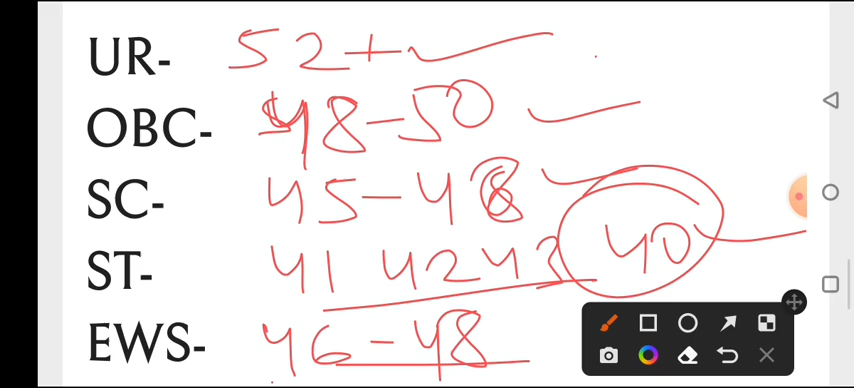 UR- 52+
OBC- 48-50
SC- 45-48
ST- 41 42 43 40
EWS- 46-48